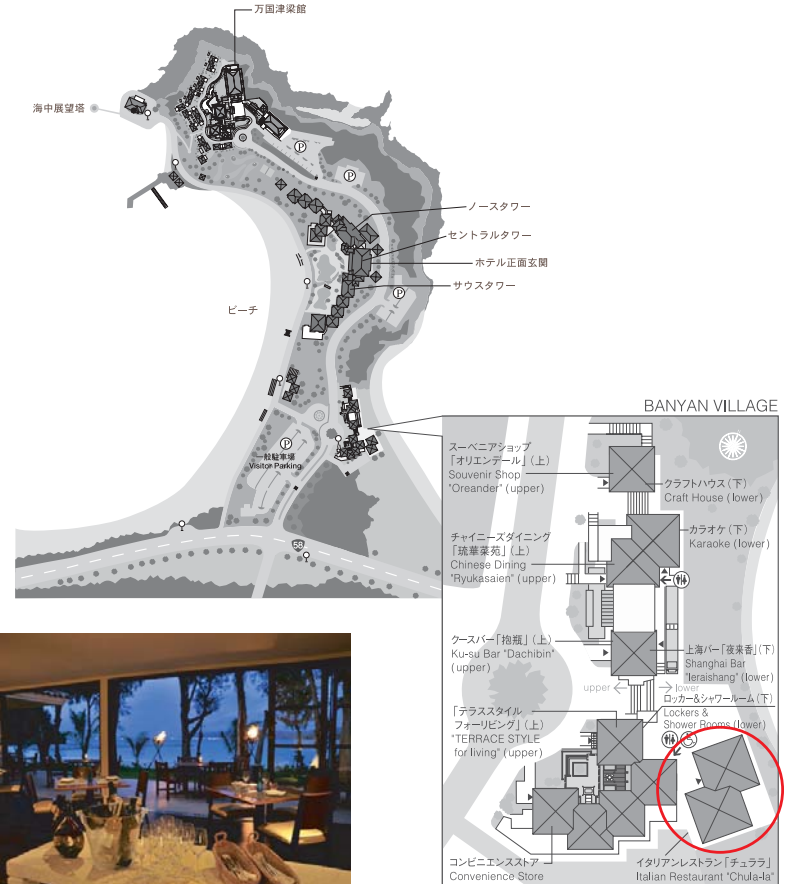 万国津梁館
海中展望塔
Ⓟ
Ⓟ
ノースタワー
セントラルタワー
ホテル正面玄関
サウスタワー
Ⓟ
ビーチ
Ⓟ
一般駐車場
Visitor Parking
58
BANYAN VILLAGE
スーベニアショップ
「オリエンデール」(上)
Souvenir Shop
"Oreander" (upper)
クラフトハウス(下)
Craft House (lower)
カラオケ(下)
Karaoke (lower)
チャイニーズダイニング
「琉華菜苑」(上)
Chinese Dining
"Ryukasaien" (upper)
クースバー「抱瓶」(上)
Ku-su Bar "Dachibin"
(upper)
上海バー「夜来香」(下)
Shanghai Bar
"Ieraishang" (lower)
upper
lower
ロッカー&シャワールーム(下)
Lockers &
Shower Rooms (lower)
「テラススタイル
フォーリビング」(上)
"TERRACE STYLE
for living" (upper)
コンビニエンスストア
Convenience Store
イタリアンレストラン「チュララ」
Italian Restaurant "Chula-la"